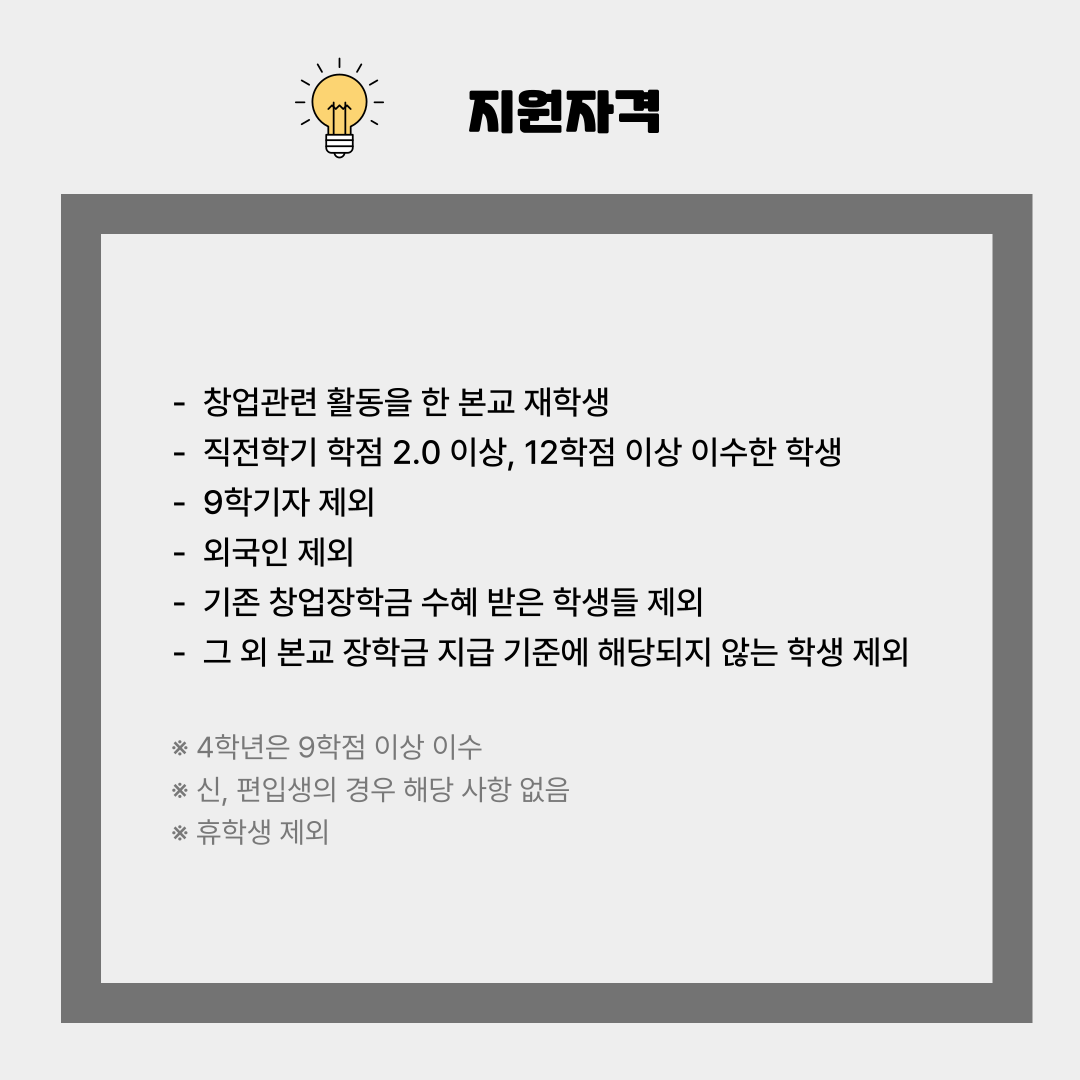 지원자격
- 창업관련 활동을 한 본교 재학생
- 직전학기 학점 2.0 이상, 12학점 이상 이수한 학생
- 9학기자 제외
- 외국인 제외
- 기존 창업장학금 수혜 받은 학생들 제외
- 그 외 본교 장학금 지급 기준에 해당되지 않는 학생 제외
※ 4학년은 9학점 이상 이수
※ 신, 편입생의 경우 해당 사항 없음
※ 휴학생 제외